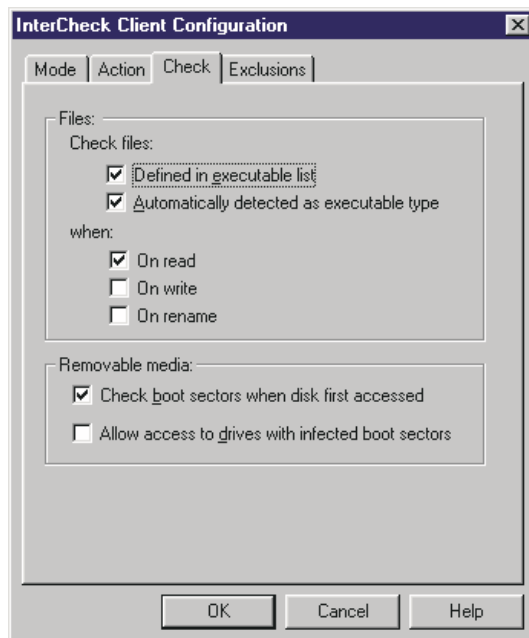 InterCheck Client Configuration
Mode Action Check Exclusions
Files:
Check files:
Defined in executable list
Automatically detected as executable type
when:
On read
On write
On rename
Removable media:
Check boot sectors when disk first accessed
Allow access to drives with infected boot sectors
OK Cancel Help